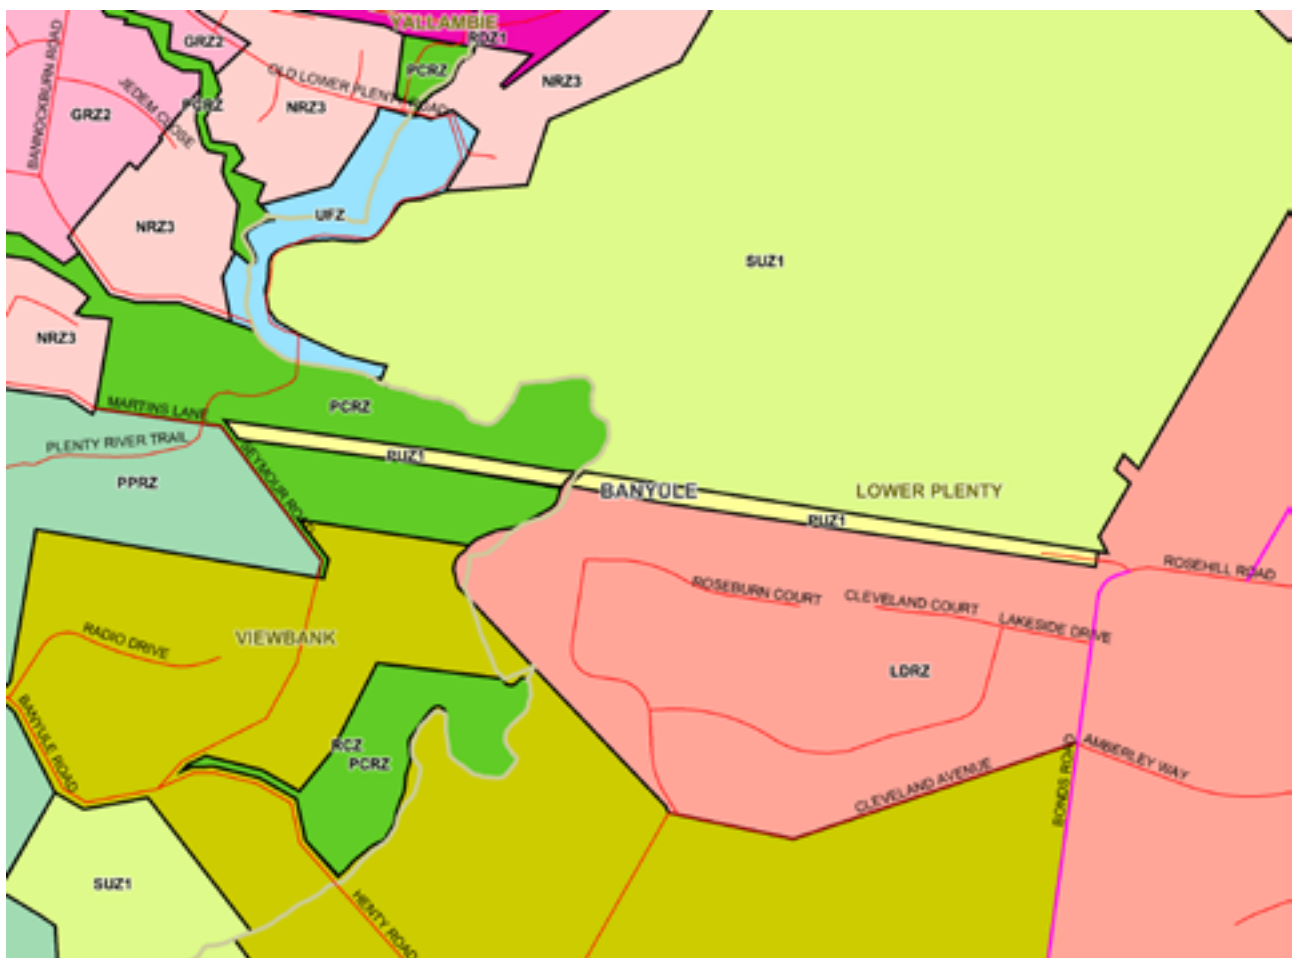 YALLAMBIE
RDZ1
GRZ2
PCRZ
NRZ3
OLD LOWER PLENTY ROAD
BANNOCKBURN ROAD
JEDEM CLOSE
PCRZ
NRZ3
GRZ2
UFZ
NRZ3
SUZ1
NRZ3
MARTINS LANE
PCRZ
PLENTY RIVER TRAIL
SEYMOUR ROAD
PUZ1
PPRZ
BANYULE
LOWER PLENTY
PUZ1
ROSEHILL ROAD
ROSEBURN COURT
CLEVELAND COURT
LAKESIDE DRIVE
RADIO DRIVE
VIEWBANK
LDRZ
BANYULE ROAD
RCZ
PCRZ
CLEVELAND AVENUE
BONDS ROAD
AMBERLEY WAY
SUZ1
HENTY ROAD